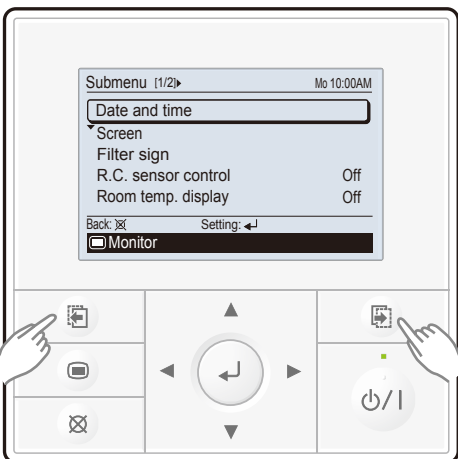 Submenu [1/2]▸ Mo 10:00AM
Date and time
Screen
Filter sign
R.C. sensor control Off
Room temp. display Off
Back: Setting: ↵
Monitor
⏻/I